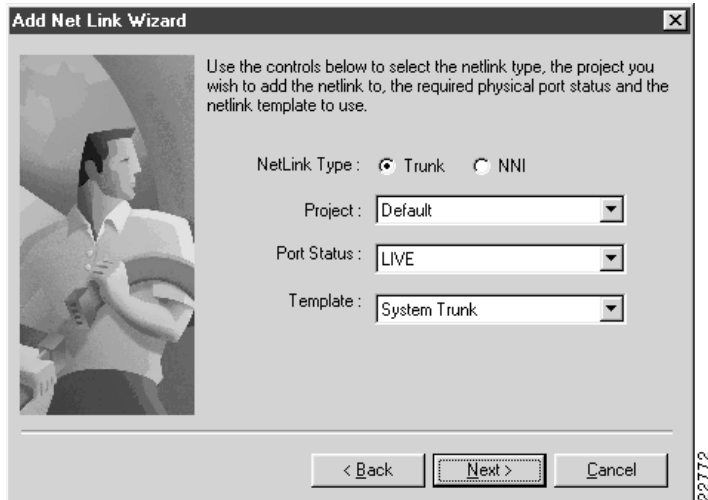 Add Net Link Wizard
Use the controls below to select the netlink type, the project you
wish to add the netlink to, the required physical port status and the
netlink template to use.
NetLink Type : Trunk NNI
Project : Default
Port Status : LIVE
Template : System Trunk
< Back Next > Cancel
22772